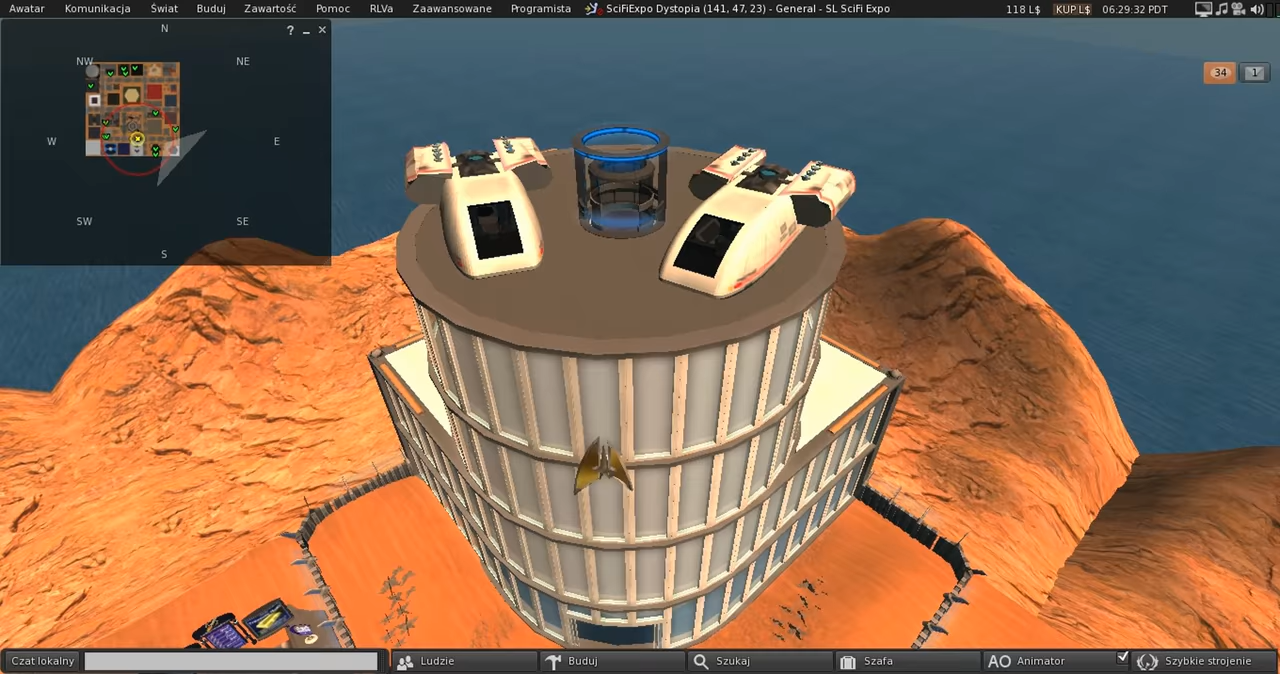 Awatar Komunikacja Świat Buduj Zawartość Pomoc RLVa Zaawansowane Programista SciFiExpo Dystopia (141, 47, 23) - General - SL SciFi Expo 118 L$ KUP L$ 06:29:32 PDT
N ? _ ×
NW NE
34 1
W E
SW SE
S
Czat lokalny Ludzie Buduj Szukaj Szafa AO Animator Szybkie strojenie